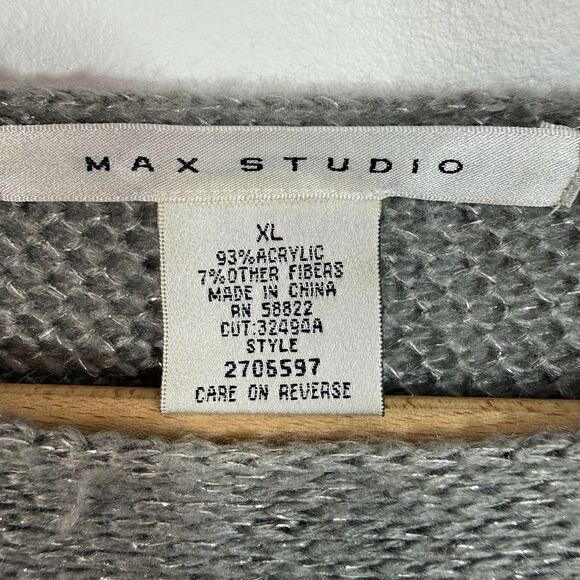 MAX STUDIO
XL
93%ACRYLIC
7%OTHER FIBERS
MADE IN CHINA
RN 58822
CUT:32494A
STYLE
2706597
CARE ON REVERSE